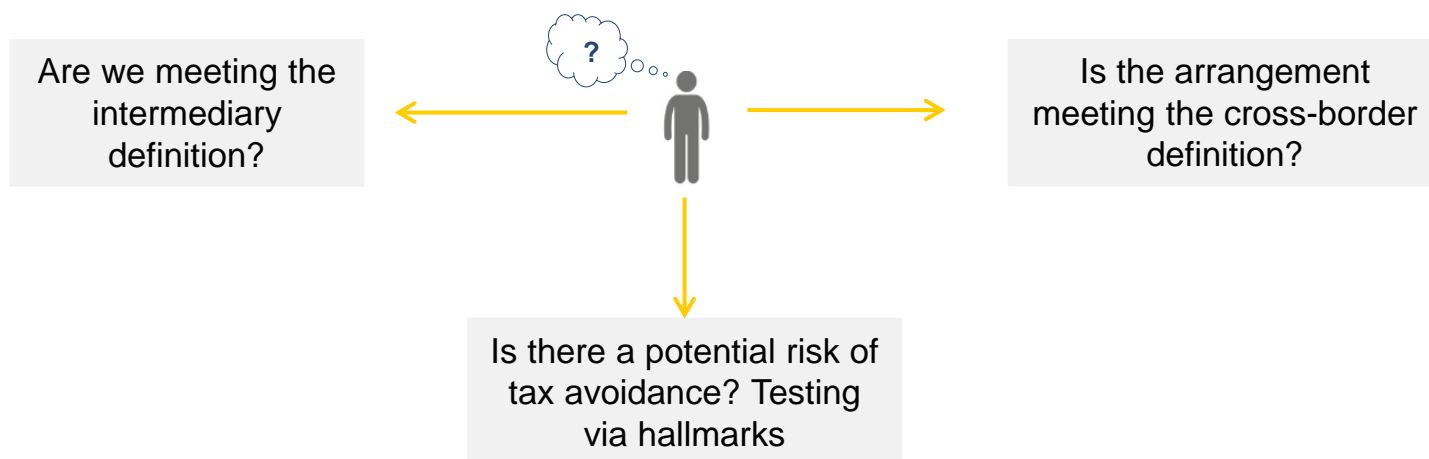 ?
Are we meeting the
intermediary
definition?
Is the arrangement
meeting the cross-border
definition?
Is there a potential risk of
tax avoidance? Testing
via hallmarks